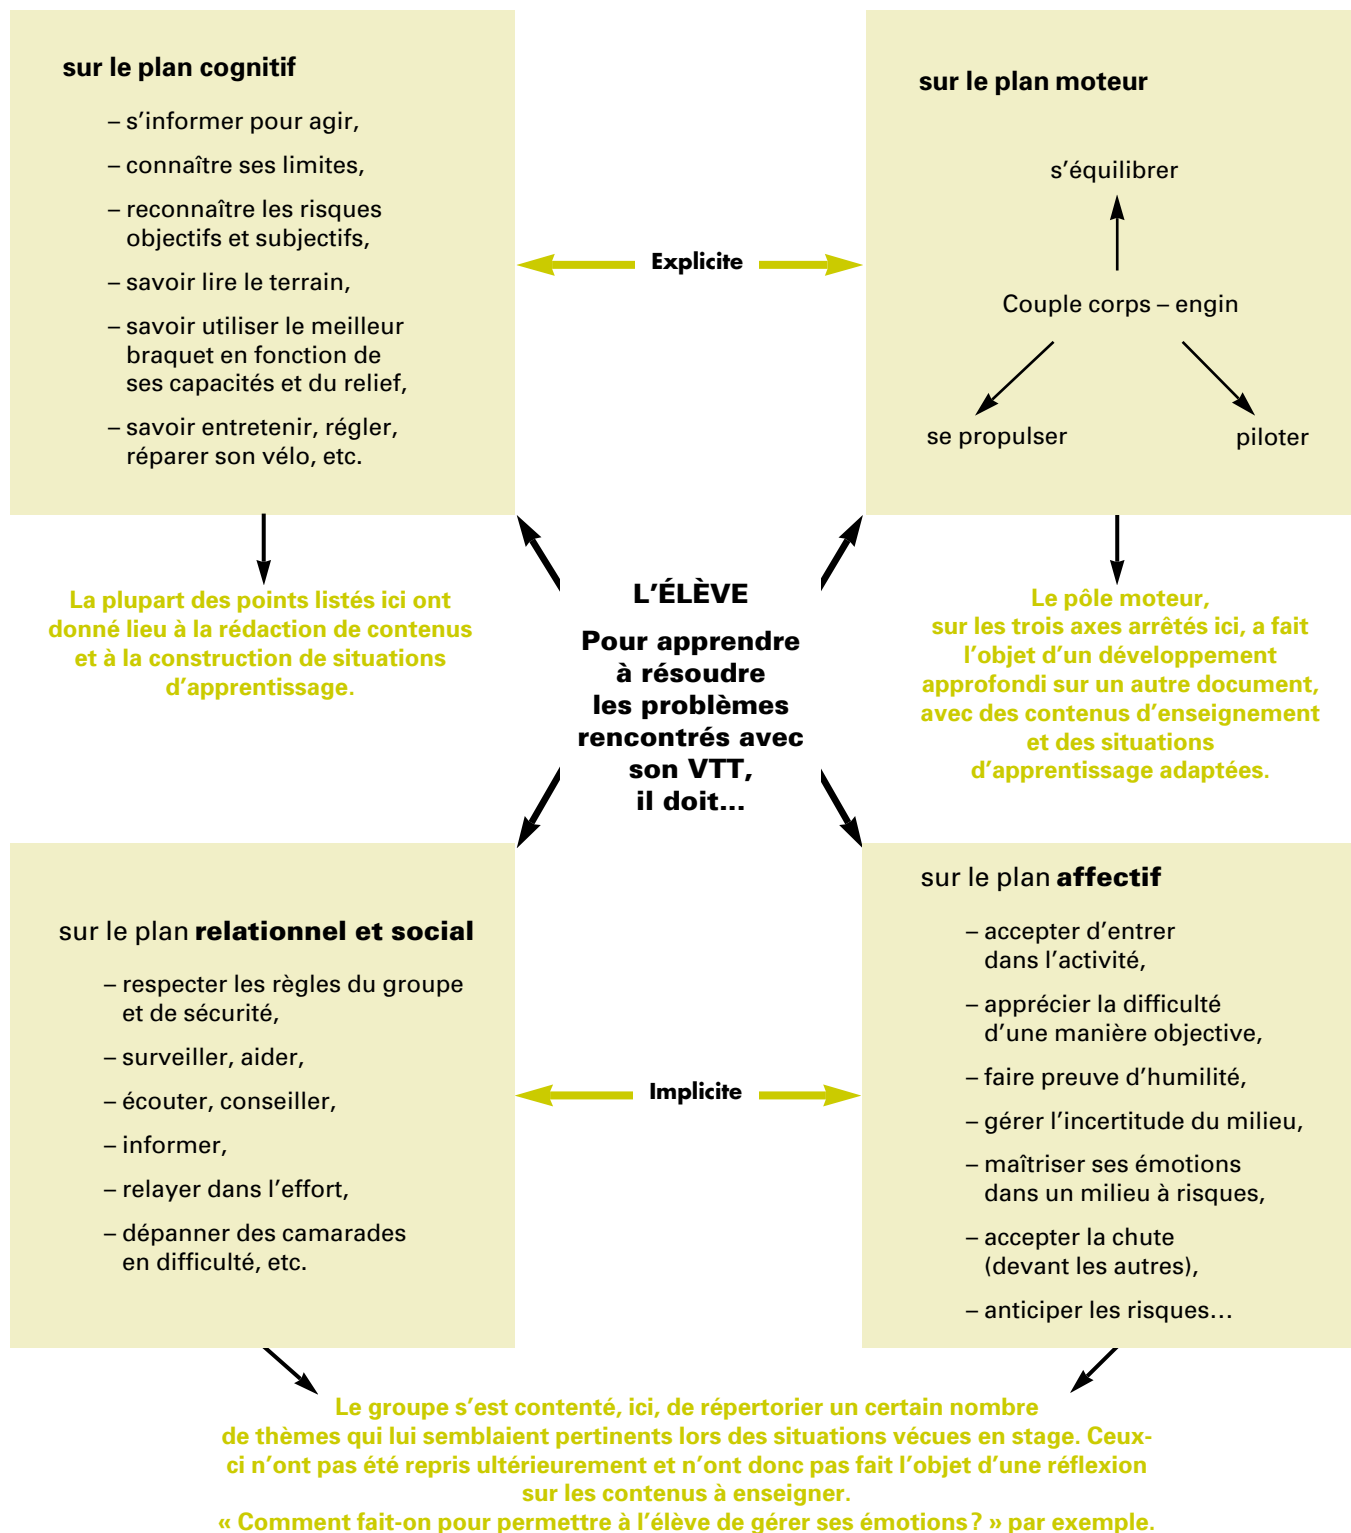 sur le plan cognitif
– s’informer pour agir,
– connaître ses limites,
– reconnaître les risques
objectifs et subjectifs,
– savoir lire le terrain,
– savoir utiliser le meilleur
braquet en fonction de
ses capacités et du relief,
– savoir entretenir, régler,
réparer son vélo, etc.
Explicite
sur le plan moteur
s’équilibrer
Couple corps – engin
se propulser
piloter
La plupart des points listés ici ont
donné lieu à la rédaction de contenus
et à la construction de situations
d’apprentissage.
L’ÉLÈVE
Pour apprendre
à résoudre
les problèmes
rencontrés avec
son VTT,
il doit...
Le pôle moteur,
sur les trois axes arrêtés ici, a fait
l’objet d’un développement
approfondi sur un autre document,
avec des contenus d’enseignement
et des situations
d’apprentissage adaptées.
sur le plan relationnel et social
– respecter les règles du groupe
et de sécurité,
– surveiller, aider,
– écouter, conseiller,
– informer,
– relayer dans l’effort,
– dépanner des camarades
en difficulté, etc.
Implicite
sur le plan affectif
– accepter d’entrer
dans l’activité,
– apprécier la difficulté
d’une manière objective,
– faire preuve d’humilité,
– gérer l’incertitude du milieu,
– maîtriser ses émotions
dans un milieu à risques,
– accepter la chute
(devant les autres),
– anticiper les risques…
Le groupe s’est contenté, ici, de répertorier un certain nombre
de thèmes qui lui semblaient pertinents lors des situations vécues en stage. Ceux-
ci n’ont pas été repris ultérieurement et n’ont donc pas fait l’objet d’une réflexion
sur les contenus à enseigner.
« Comment fait-on pour permettre à l’élève de gérer ses émotions ? » par exemple.